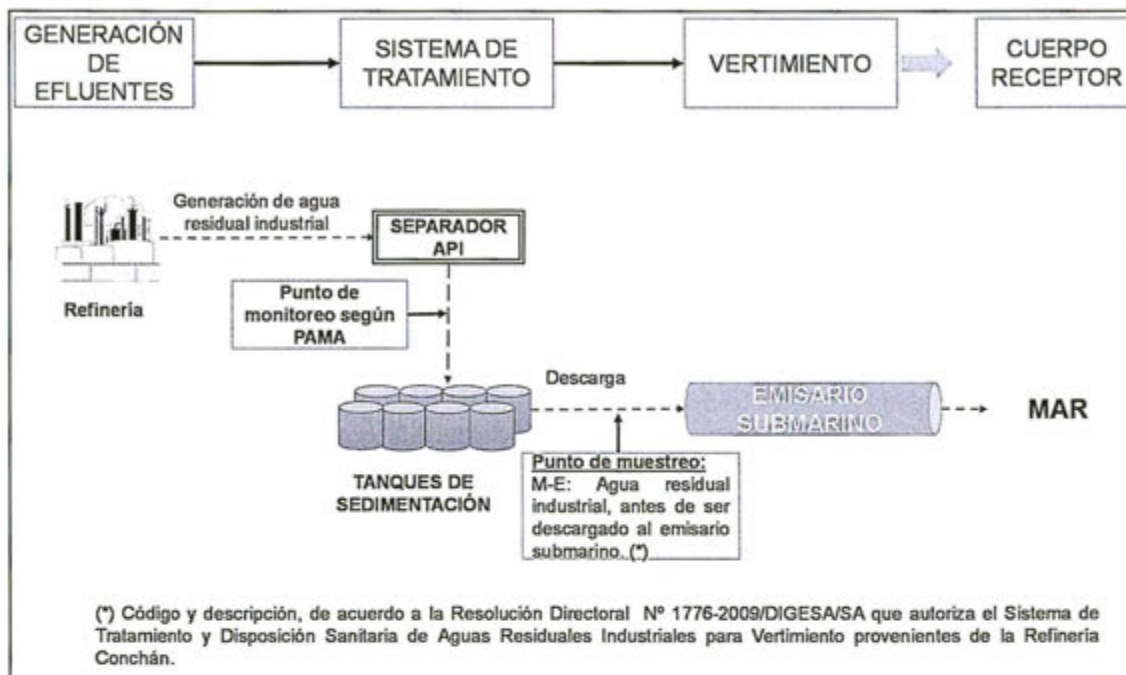 GENERACIÓN
DE
EFLUENTES
SISTEMA DE
TRATAMIENTO
VERTIMIENTO
CUERPO
RECEPTOR
Generación de agua
residual industrial
SEPARADOR
API
Refinería
Punto de
monitoreo según
PAMA
Descarga
EMISARIO
SUBMARINO
MAR
TANQUES DE
SEDIMENTACIÓN
Punto de muestreo:
M-E: Agua residual
industrial, antes de ser
descargado al emisario
submarino. (*)
(*) Código y descripción, de acuerdo a la Resolución Directoral Nº 1776-2009/DIGESA/SA que autoriza el Sistema de
Tratamiento y Disposición Sanitaria de Aguas Residuales Industriales para Vertimiento provenientes de la Refinería
Conchán.